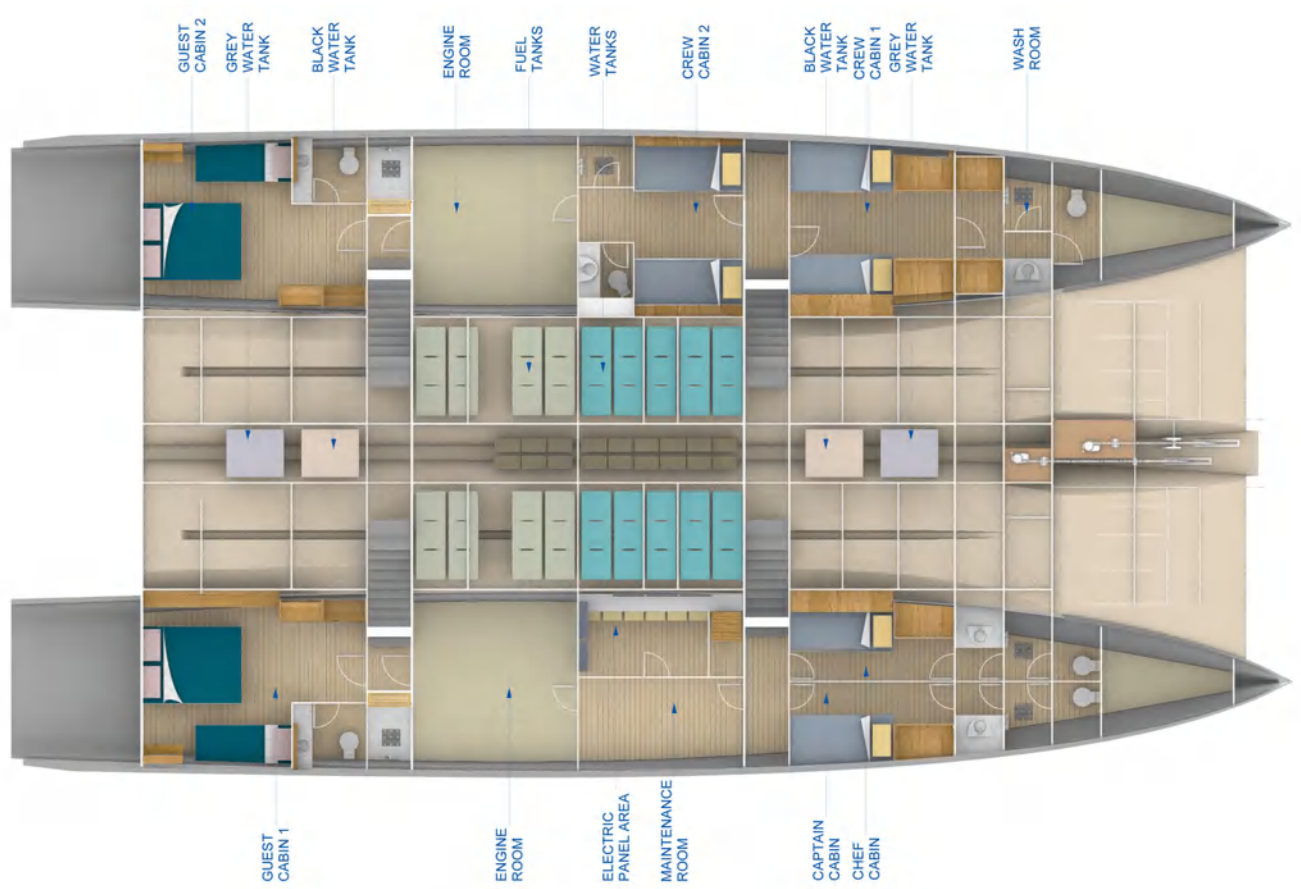 GUEST
CABIN 2
GREY
WATER
TANK
BLACK
WATER
TANK
ENGINE
ROOM
FUEL
TANKS
WATER
TANKS
CREW
CABIN 2
BLACK
WATER
TANK
CREW
CABIN 1
GREY
WATER
TANK
WASH
ROOM
GUEST
CABIN 1
ENGINE
ROOM
ELECTRIC
PANEL AREA
MAINTENANCE
ROOM
CAPTAIN
CABIN
CHEF
CABIN